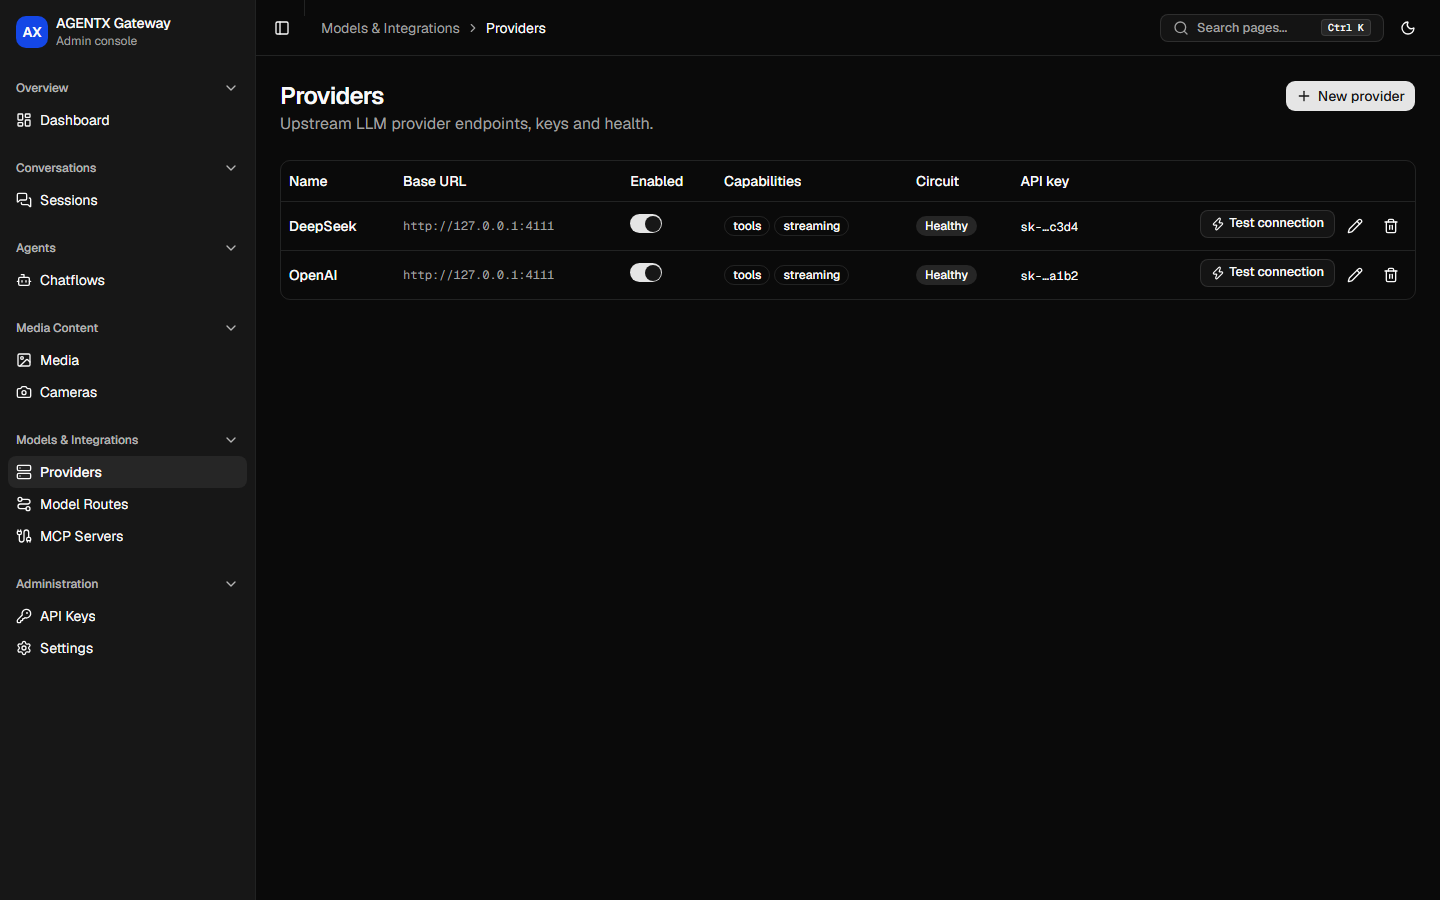 AX
AGENTX Gateway
Admin console
Overview
Dashboard
Conversations
Sessions
Agents
Chatflows
Media Content
Media
Cameras
Models & Integrations
Providers
Model Routes
MCP Servers
Administration
API Keys
Settings
Models & Integrations > Providers
Search pages... Ctrl K
Providers
Upstream LLM provider endpoints, keys and health.
+ New provider
Name Base URL Enabled Capabilities Circuit API key
DeepSeek http://127.0.0.1:4111 tools streaming Healthy sk-…c3d4 Test connection
OpenAI http://127.0.0.1:4111 tools streaming Healthy sk-…a1b2 Test connection